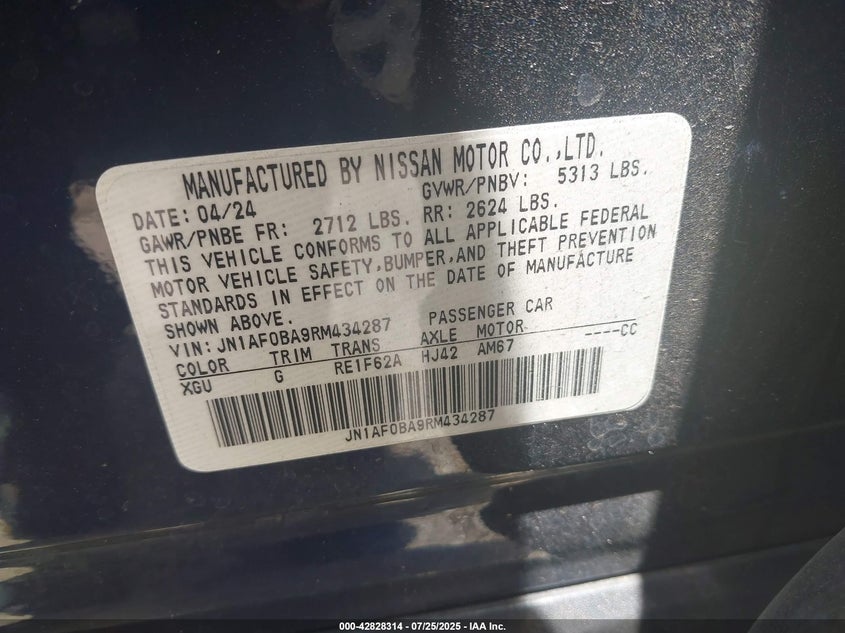 MANUFACTURED BY NISSAN MOTOR CO.,LTD.
DATE: 04/24 GVWR/PNBV: 5313 LBS.
GAWR/PNBE FR: 2712 LBS. RR: 2624 LBS.
THIS VEHICLE CONFORMS TO ALL APPLICABLE FEDERAL
MOTOR VEHICLE SAFETY,BUMPER,AND THEFT PREVENTION
STANDARDS IN EFFECT ON THE DATE OF MANUFACTURE
SHOWN ABOVE.
VIN: JN1AF0BA9RM434287 PASSENGER CAR
COLOR TRIM TRANS AXLE MOTOR
XGU G RE1F62A HJ42 AM67 ----CC
JN1AF0BA9RM434287
000-42828314 - 07/25/2025 - IAA Inc.